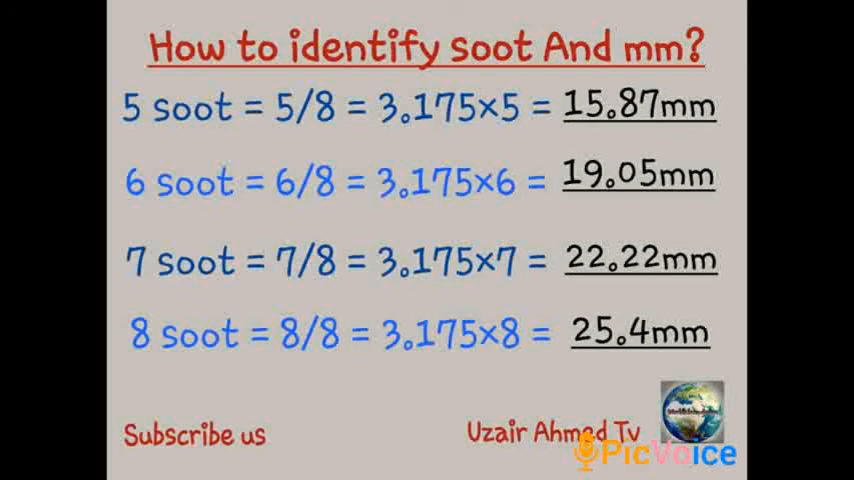 How to identify soot And mm?
5 soot = 5/8 = 3.175×5 = 15.87mm
6 soot = 6/8 = 3.175×6 = 19.05mm
7 soot = 7/8 = 3.175×7 = 22.22mm
8 soot = 8/8 = 3.175×8 = 25.4mm
Subscribe us
Uzair Ahmed Tv
PicVoice